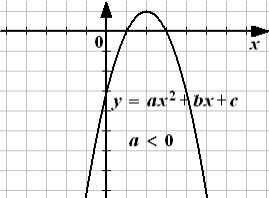 0
x
y = ax² + bx + c
a < 0